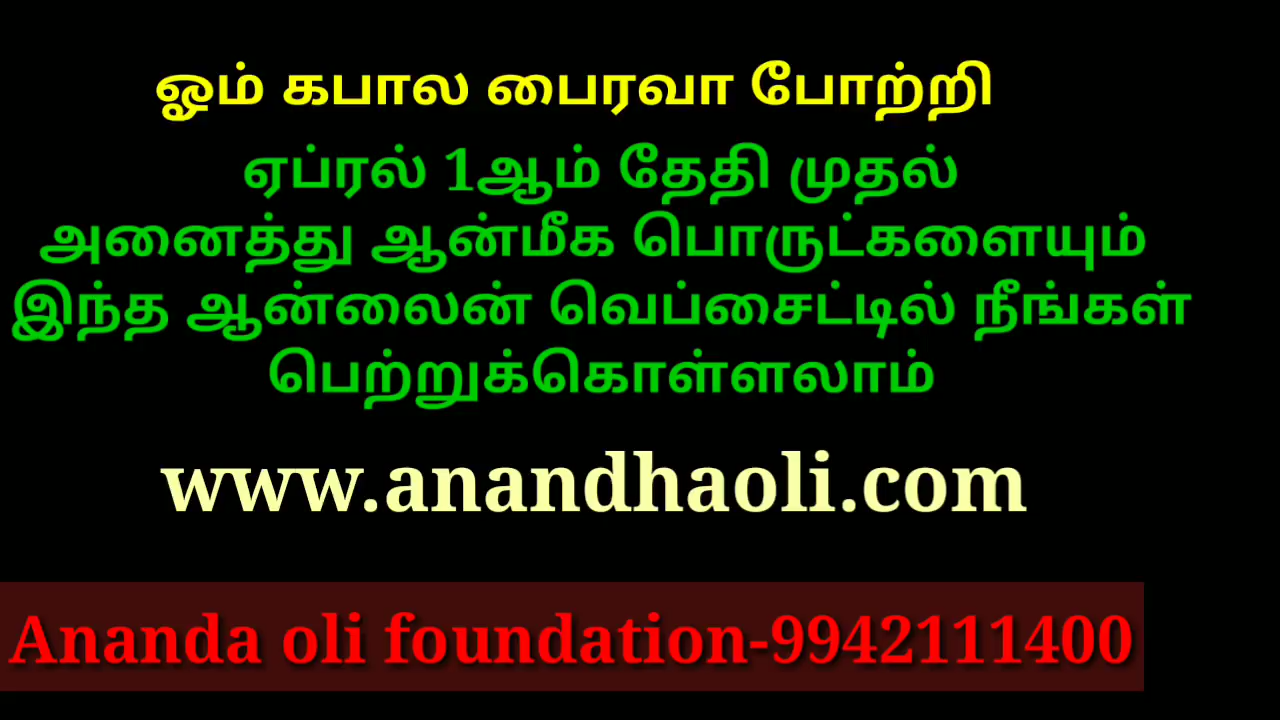 ஓம் கபால பைரவா போற்றி
ஏப்ரல் 1ஆம் தேதி முதல்
அனைத்து ஆன்மீக பொருட்களையும்
இந்த ஆன்லைன் வெப்சைட்டில் நீங்கள்
பெற்றுக்கொள்ளலாம்
www.anandhaoli.com
Ananda oli foundation-9942111400